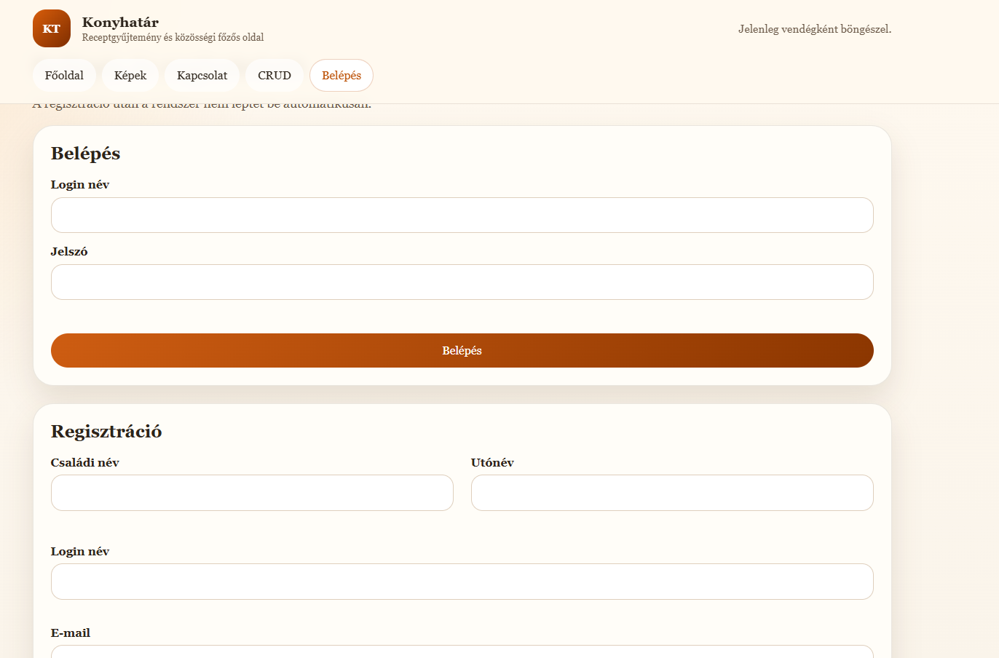 KT
Konyhatár
Receptgyűjtemény és közösségi főzős oldal
Jelenleg vendégként böngészel.
Főoldal Képek Kapcsolat CRUD Belépés
A regisztráció után a rendszer nem léptet be automatikusan.
Belépés
Login név
Jelszó
Belépés
Regisztráció
Családi név Utónév
Login név
E-mail